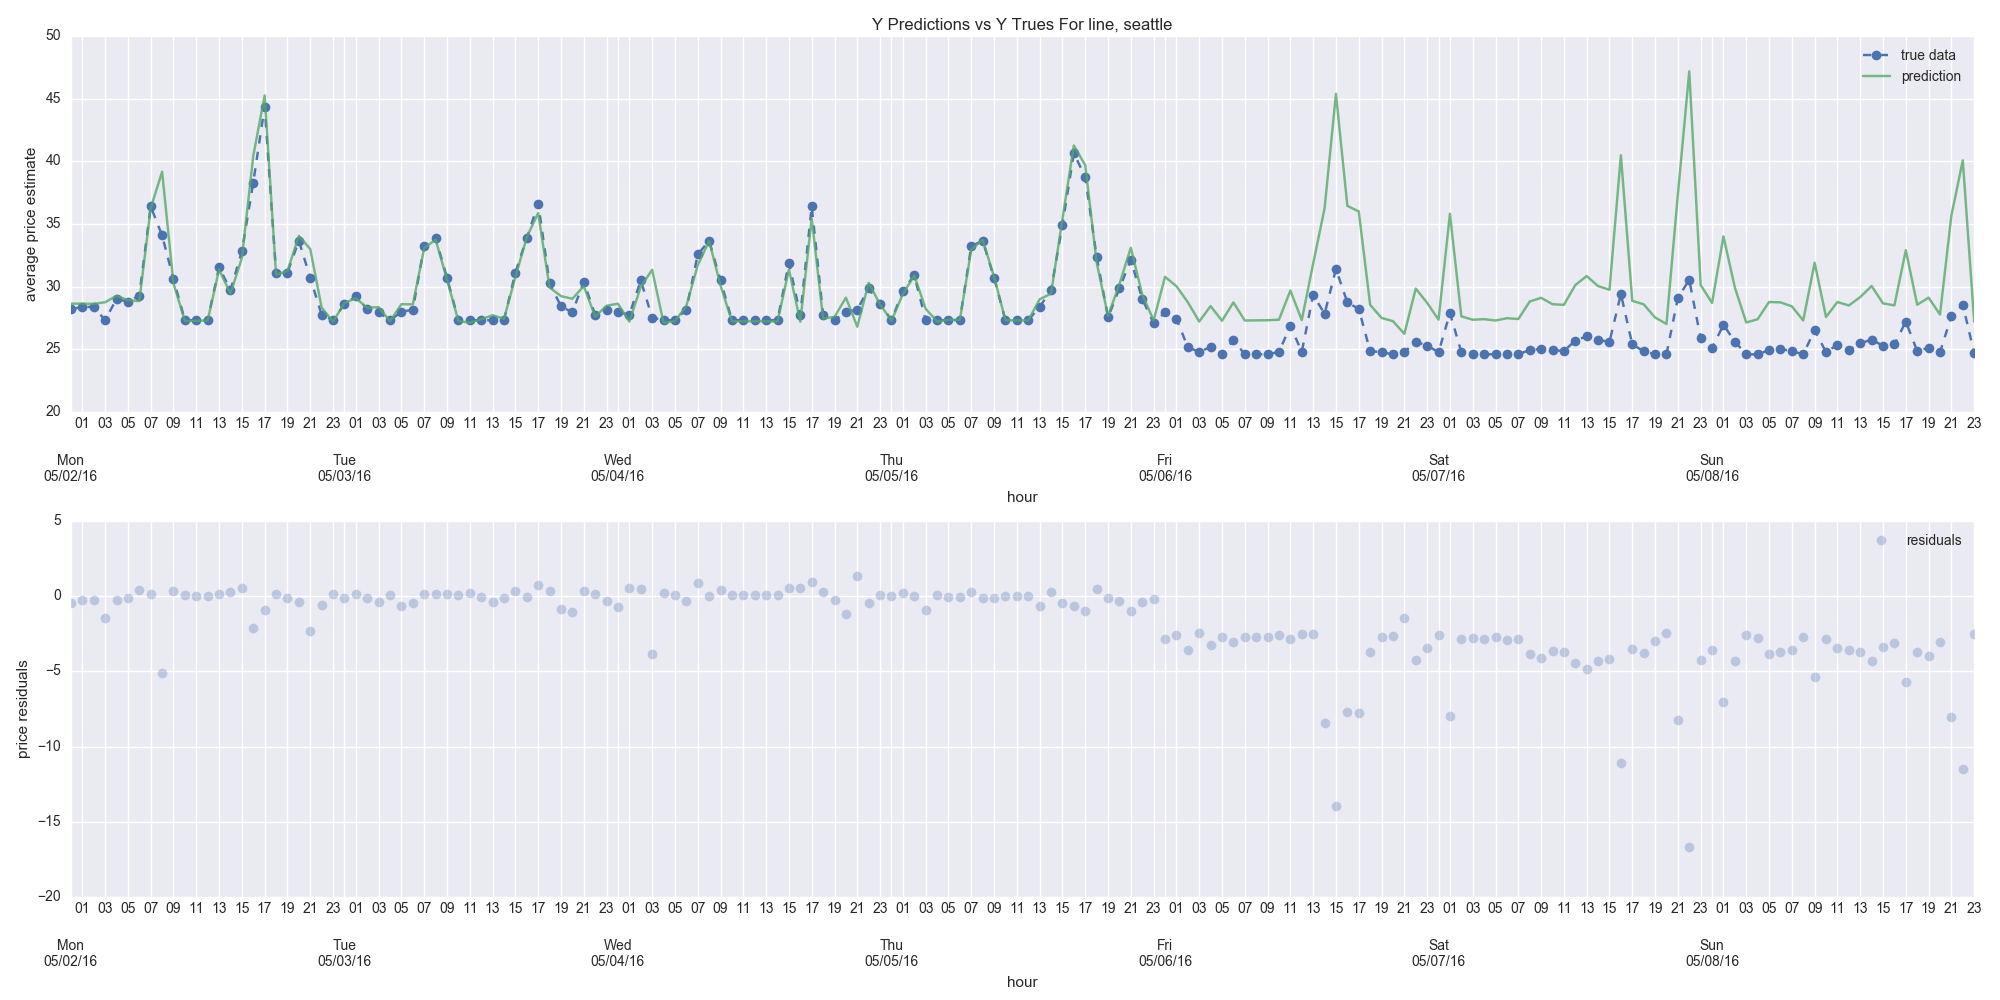 Y Predictions vs Y Trues For line, seattle
50
45
40
35
30
25
20
average price estimate
true data
prediction
01 03 05 07 09 11 13 15 17 19 21 23 01 03 05 07 09 11 13 15 17 19 21 23 01 03 05 07 09 11 13 15 17 19 21 23 01 03 05 07 09 11 13 15 17 19 21 23 01 03 05 07 09 11 13 15 17 19 21 23 01 03 05 07 09 11 13 15 17 19 21 23 01 03 05 07 09 11 13 15 17 19 21 23
Mon Tue Wed Thu Fri Sat Sun
05/02/16 05/03/16 05/04/16 05/05/16 05/06/16 05/07/16 05/08/16
hour
5
0
−5
−10
−15
−20
price residuals
residuals
01 03 05 07 09 11 13 15 17 19 21 23 01 03 05 07 09 11 13 15 17 19 21 23 01 03 05 07 09 11 13 15 17 19 21 23 01 03 05 07 09 11 13 15 17 19 21 23 01 03 05 07 09 11 13 15 17 19 21 23 01 03 05 07 09 11 13 15 17 19 21 23 01 03 05 07 09 11 13 15 17 19 21 23
Mon Tue Wed Thu Fri Sat Sun
05/02/16 05/03/16 05/04/16 05/05/16 05/06/16 05/07/16 05/08/16
hour